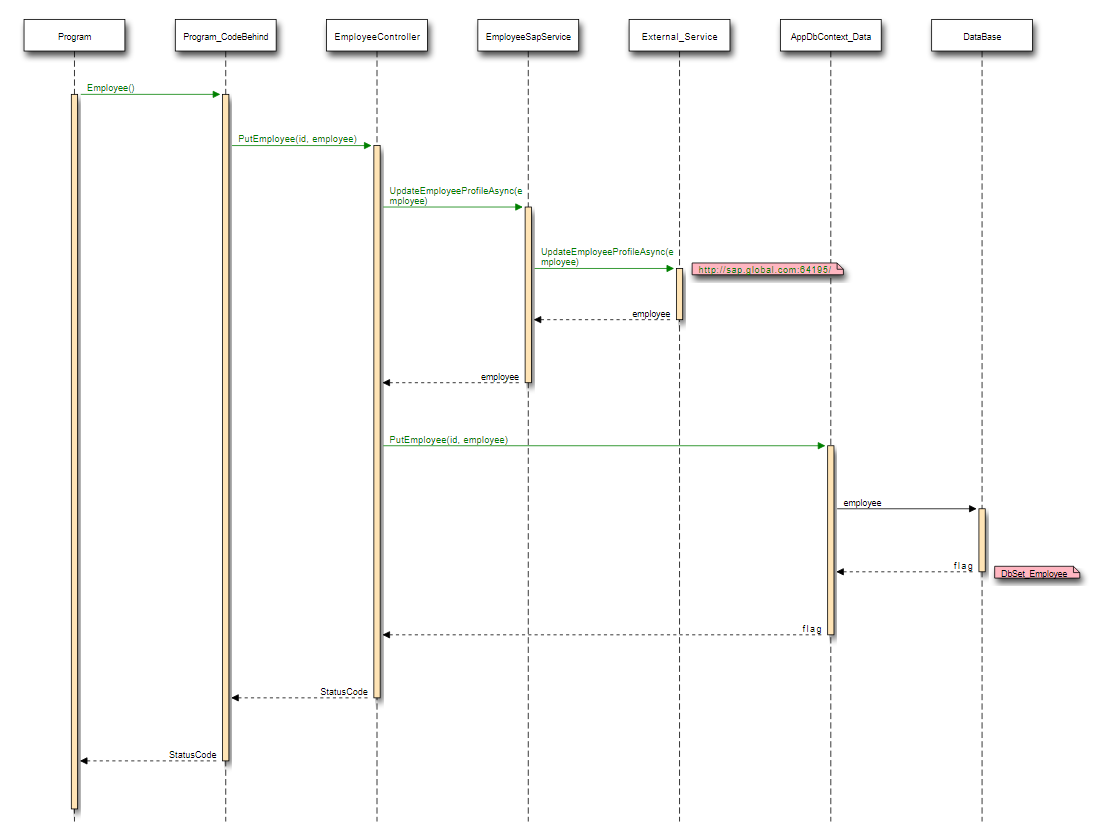 Program
Program_CodeBehind
EmployeeController
EmployeeSapService
External_Service
AppDbContext_Data
DataBase
Employee()
PutEmployee(id, employee)
UpdateEmployeeProfileAsync(e
mployee)
UpdateEmployeeProfileAsync(e
mployee)
http://sap.global.com:64195/
employee
employee
PutEmployee(id, employee)
employee
flag
DbSet_Employee
flag
StatusCode
StatusCode